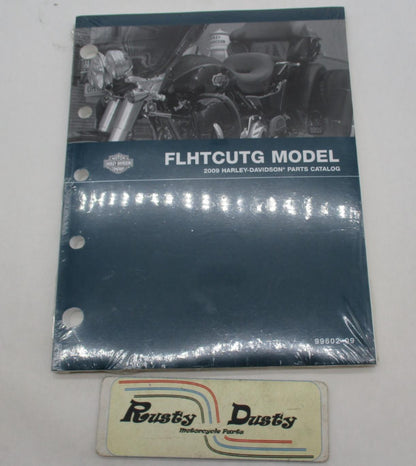 FLHTCUTG MODEL
2009 HARLEY-DAVIDSON® PARTS CATALOG
99602-09
Rusty Dusty
Motorcycle Parts